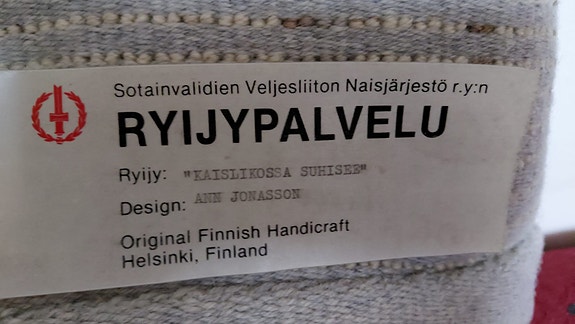 Sotainvalidien Veljesliiton Naisjärjestö r.y:n
RYIJYPALVELU
Ryijy: "KAISLIKOSSA SUHISEE"
Design: ANN JONASSON
Original Finnish Handicraft
Helsinki, Finland